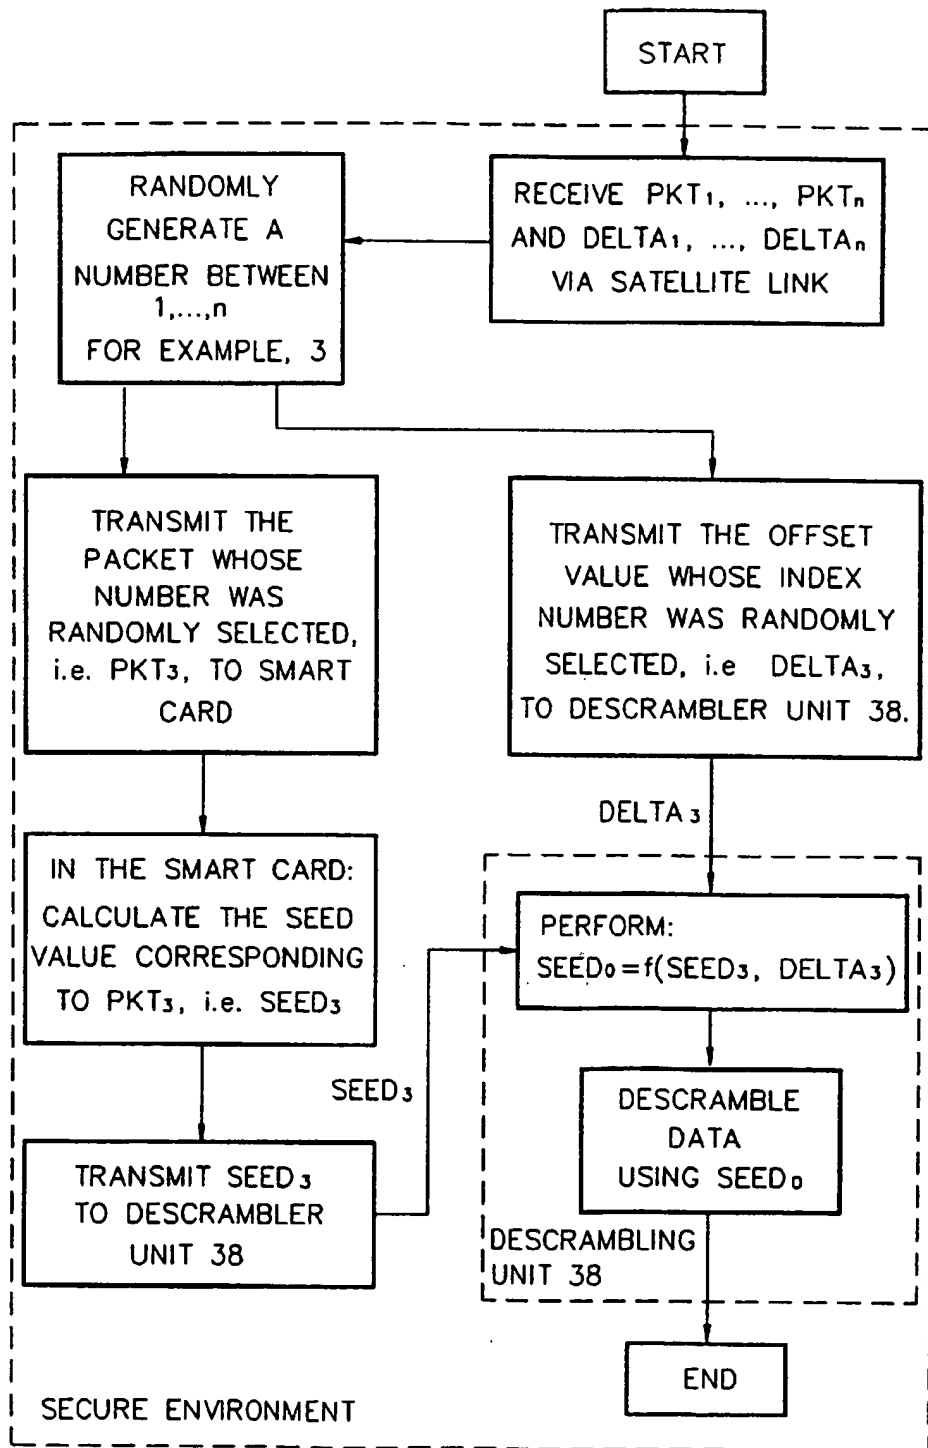 START
RECEIVE PKT₁, ..., PKTₙ
AND DELTA₁, ..., DELTAₙ
VIA SATELLITE LINK
RANDOMLY
GENERATE A
NUMBER BETWEEN
1,...,n
FOR EXAMPLE, 3
TRANSMIT THE
PACKET WHOSE
NUMBER WAS
RANDOMLY SELECTED,
i.e. PKT₃, TO SMART
CARD
TRANSMIT THE OFFSET
VALUE WHOSE INDEX
NUMBER WAS RANDOMLY
SELECTED, i.e DELTA₃,
TO DESCRAMBLER UNIT 38.
DELTA₃
IN THE SMART CARD:
CALCULATE THE SEED
VALUE CORRESPONDING
TO PKT₃, i.e. SEED₃
PERFORM:
SEED₀=f(SEED₃, DELTA₃)
SEED₃
TRANSMIT SEED₃
TO DESCRAMBLER
UNIT 38
DESCRAMBLE
DATA
USING SEED₀
DESCRAMBLING
UNIT 38
END
SECURE ENVIRONMENT